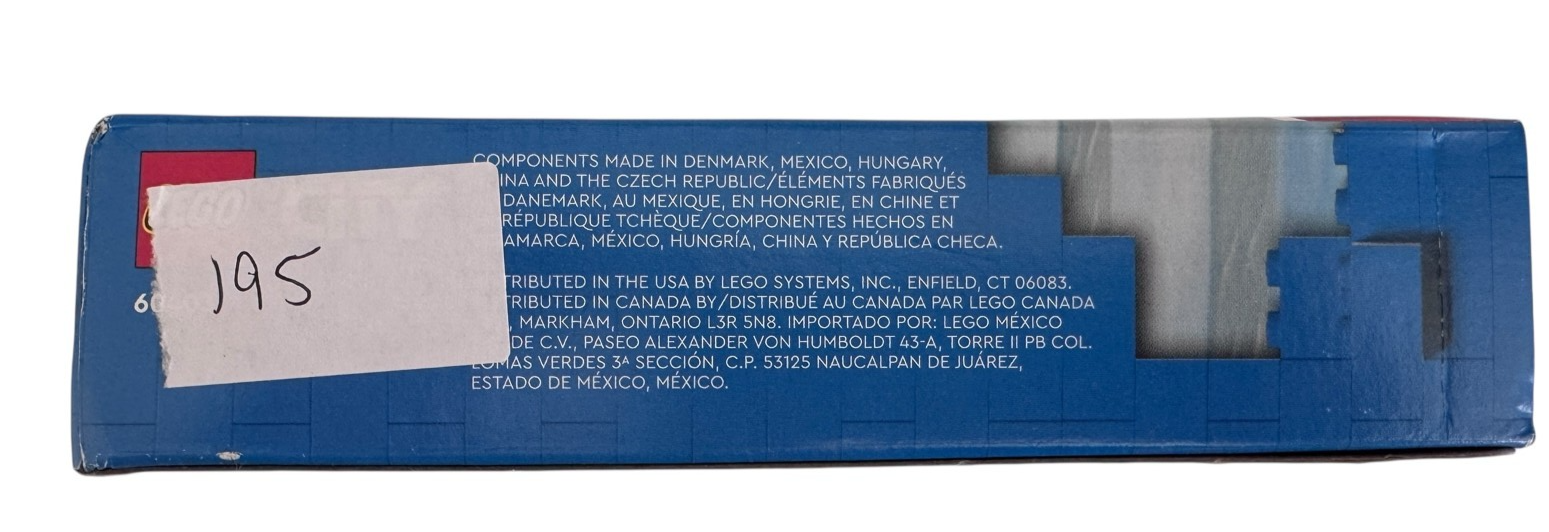 LEGO
CITY
195
COMPONENTS MADE IN DENMARK, MEXICO, HUNGARY,
AND THE CZECH REPUBLIC/ÉLÉMENTS FABRIQUÉS
DANEMARK, AU MEXIQUE, EN HONGRIE, EN CHINE ET
RÉPUBLIQUE TCHÈQUE/COMPONENTES HECHOS EN
MÉXICO, HUNGRÍA, CHINA Y REPÚBLICA CHECA.
IN THE USA BY LEGO SYSTEMS, INC., ENFIELD, CT 06083.
IN CANADA BY/DISTRIBUÉ AU CANADA PAR LEGO CANADA
MARKHAM, ONTARIO L3R 5N8. IMPORTADO POR: LEGO MÉXICO
DE C.V., PASEO ALEXANDER VON HUMBOLDT 43-A, TORRE II PB COL.
LOMAS VERDES 3ᴬ SECCIÓN, C.P. 53125 NAUCALPAN DE JUÁREZ,
ESTADO DE MÉXICO, MÉXICO.